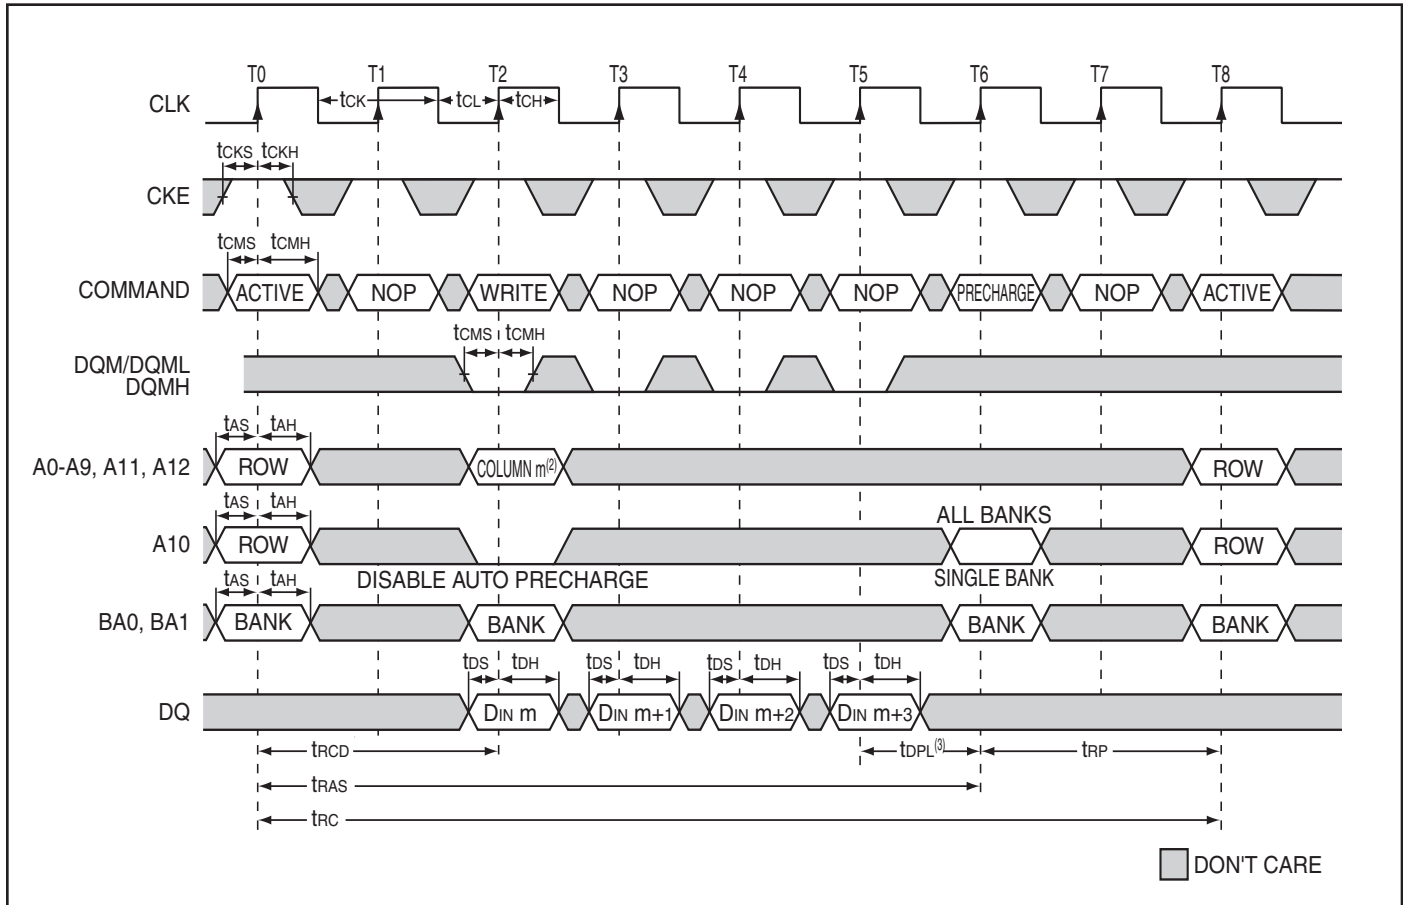 T0 T1 T2 T3 T4 T5 T6 T7 T8
CLK tCK tCL tCH
tCKS tCKH
CKE
tCMS tCMH
COMMAND ACTIVE NOP WRITE NOP NOP NOP PRECHARGE NOP ACTIVE
tCMS tCMH
DQM/DQML
DQMH
tAS tAH
A0-A9, A11, A12 ROW COLUMN m(2) ROW
tAS tAH ALL BANKS
A10 ROW ROW
tAS tAH DISABLE AUTO PRECHARGE SINGLE BANK
BA0, BA1 BANK BANK BANK BANK
tDS tDH tDS tDH tDS tDH tDS tDH
DQ DIN m DIN m+1 DIN m+2 DIN m+3
tRCD tDPL(3) tRP
tRAS
tRC
DON'T CARE